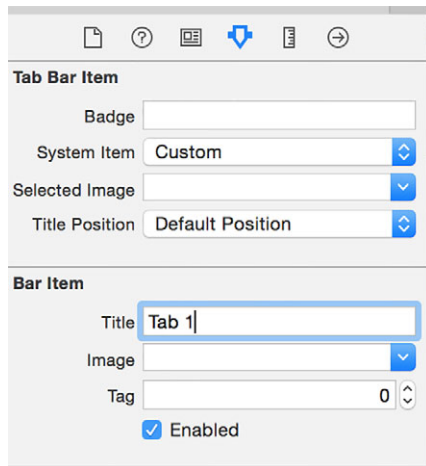 Tab Bar Item
Badge
System Item Custom
Selected Image
Title Position Default Position
Bar Item
Title Tab 1
Image
Tag 0
Enabled